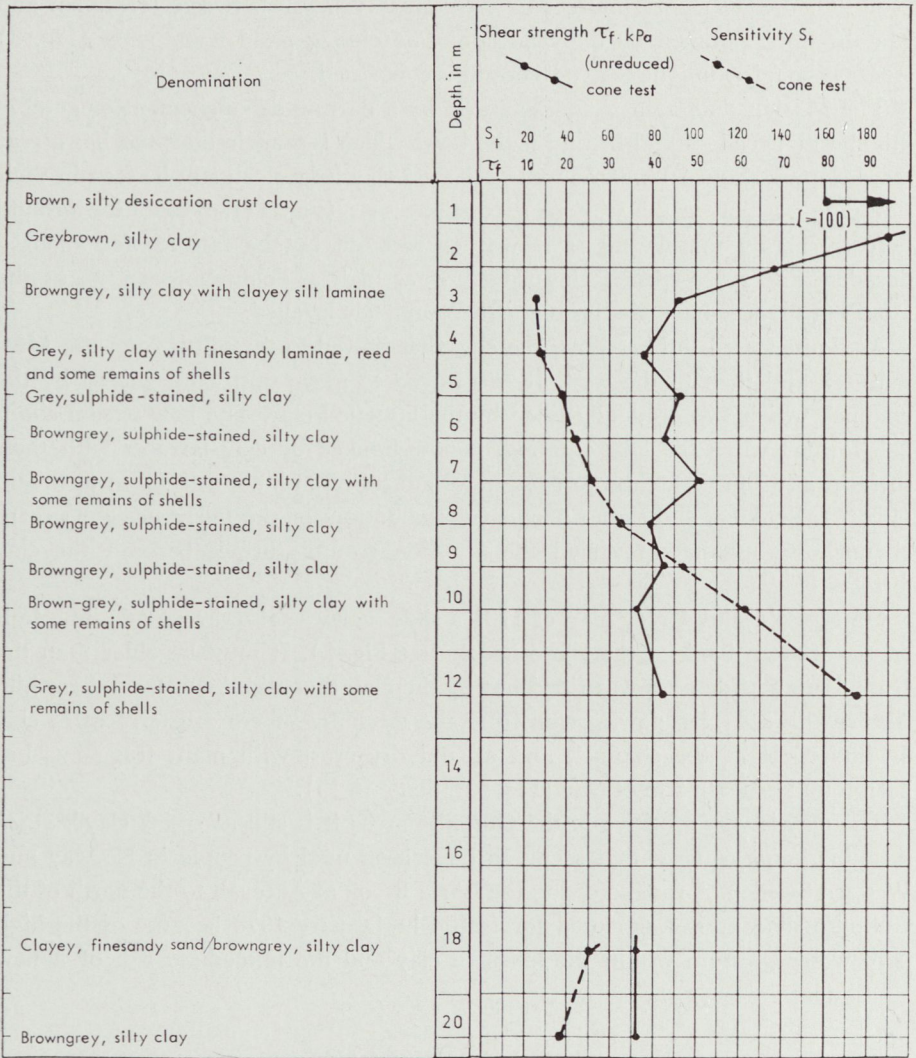 Denomination
Depth in m
Shear strength τf kPa
(unreduced)
cone test
Sensitivity St
cone test
St 20 40 60 80 100 120 140 160 180
τf 10 20 30 40 50 60 70 80 90
Brown, silty desiccation crust clay
1
(>100)
Greybrown, silty clay
2
Browngrey, silty clay with clayey silt laminae
3
4
Grey, silty clay with finesandy laminae, reed
and some remains of shells
5
Grey, sulphide-stained, silty clay
6
Browngrey, sulphide-stained, silty clay
7
Browngrey, sulphide-stained, silty clay with
some remains of shells
8
Browngrey, sulphide-stained, silty clay
9
Browngrey, sulphide-stained, silty clay
10
Brown-grey, sulphide-stained, silty clay with
some remains of shells
12
Grey, sulphide-stained, silty clay with some
remains of shells
14
16
18
Clayey, finesandy sand/browngrey, silty clay
20
Browngrey, silty clay